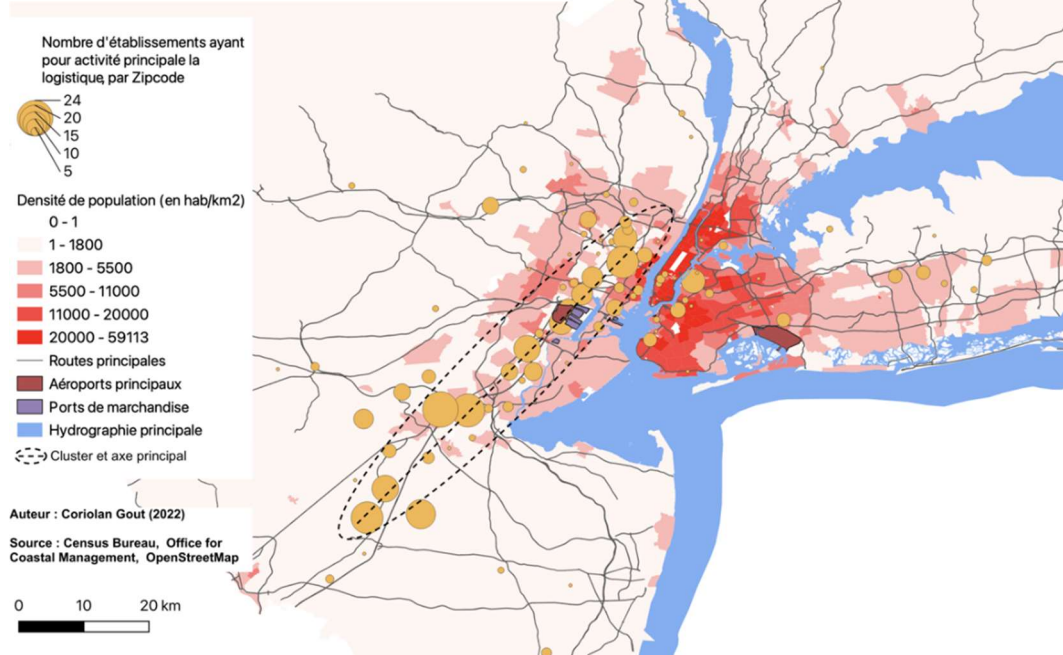 Nombre d'établissements ayant
pour activité principale la
logistique, par Zipcode
24
20
15
10
5
Densité de population (en hab/km2)
0 - 1
1 - 1800
1800 - 5500
5500 - 11000
11000 - 20000
20000 - 59113
Routes principales
Aéroports principaux
Ports de marchandise
Hydrographie principale
Cluster et axe principal
Auteur : Coriolan Gout (2022)
Source : Census Bureau, Office for
Coastal Management, OpenStreetMap
0 10 20 km